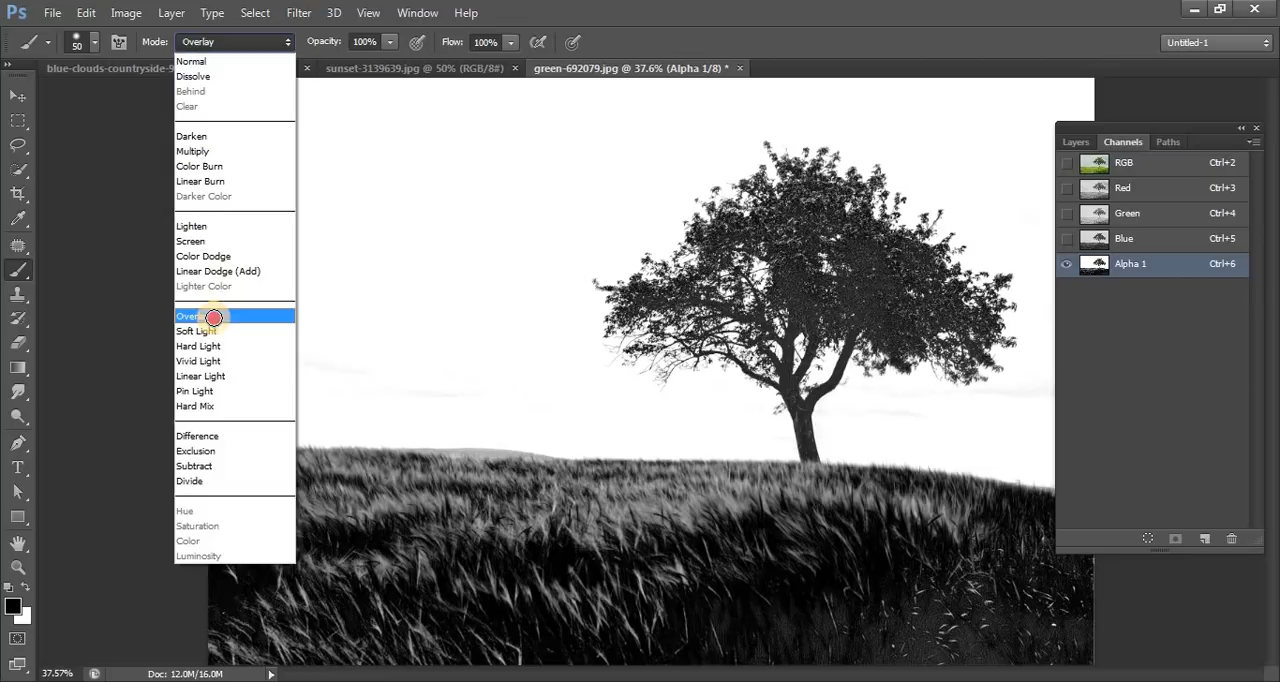 Ps File Edit Image Layer Type Select Filter 3D View Window Help
50 Mode: Overlay Opacity: 100% Flow: 100% Untitled-1
blue-clouds-countryside-9 sunset-3139639.jpg @ 50% (RGB/8#) × green-692079.jpg @ 37.6% (Alpha 1/8) * ×
Normal
Dissolve
Behind
Clear
Darken
Multiply
Color Burn
Linear Burn
Darker Color
Lighten
Screen
Color Dodge
Linear Dodge (Add)
Lighter Color
Soft Light
Hard Light
Vivid Light
Linear Light
Pin Light
Hard Mix
Difference
Exclusion
Subtract
Divide
Hue
Saturation
Color
Luminosity
Layers Channels Paths
RGB Ctrl+2
Red Ctrl+3
Green Ctrl+4
Blue Ctrl+5
Alpha 1 Ctrl+6
T
37.57% Doc: 12.0M/16.0M